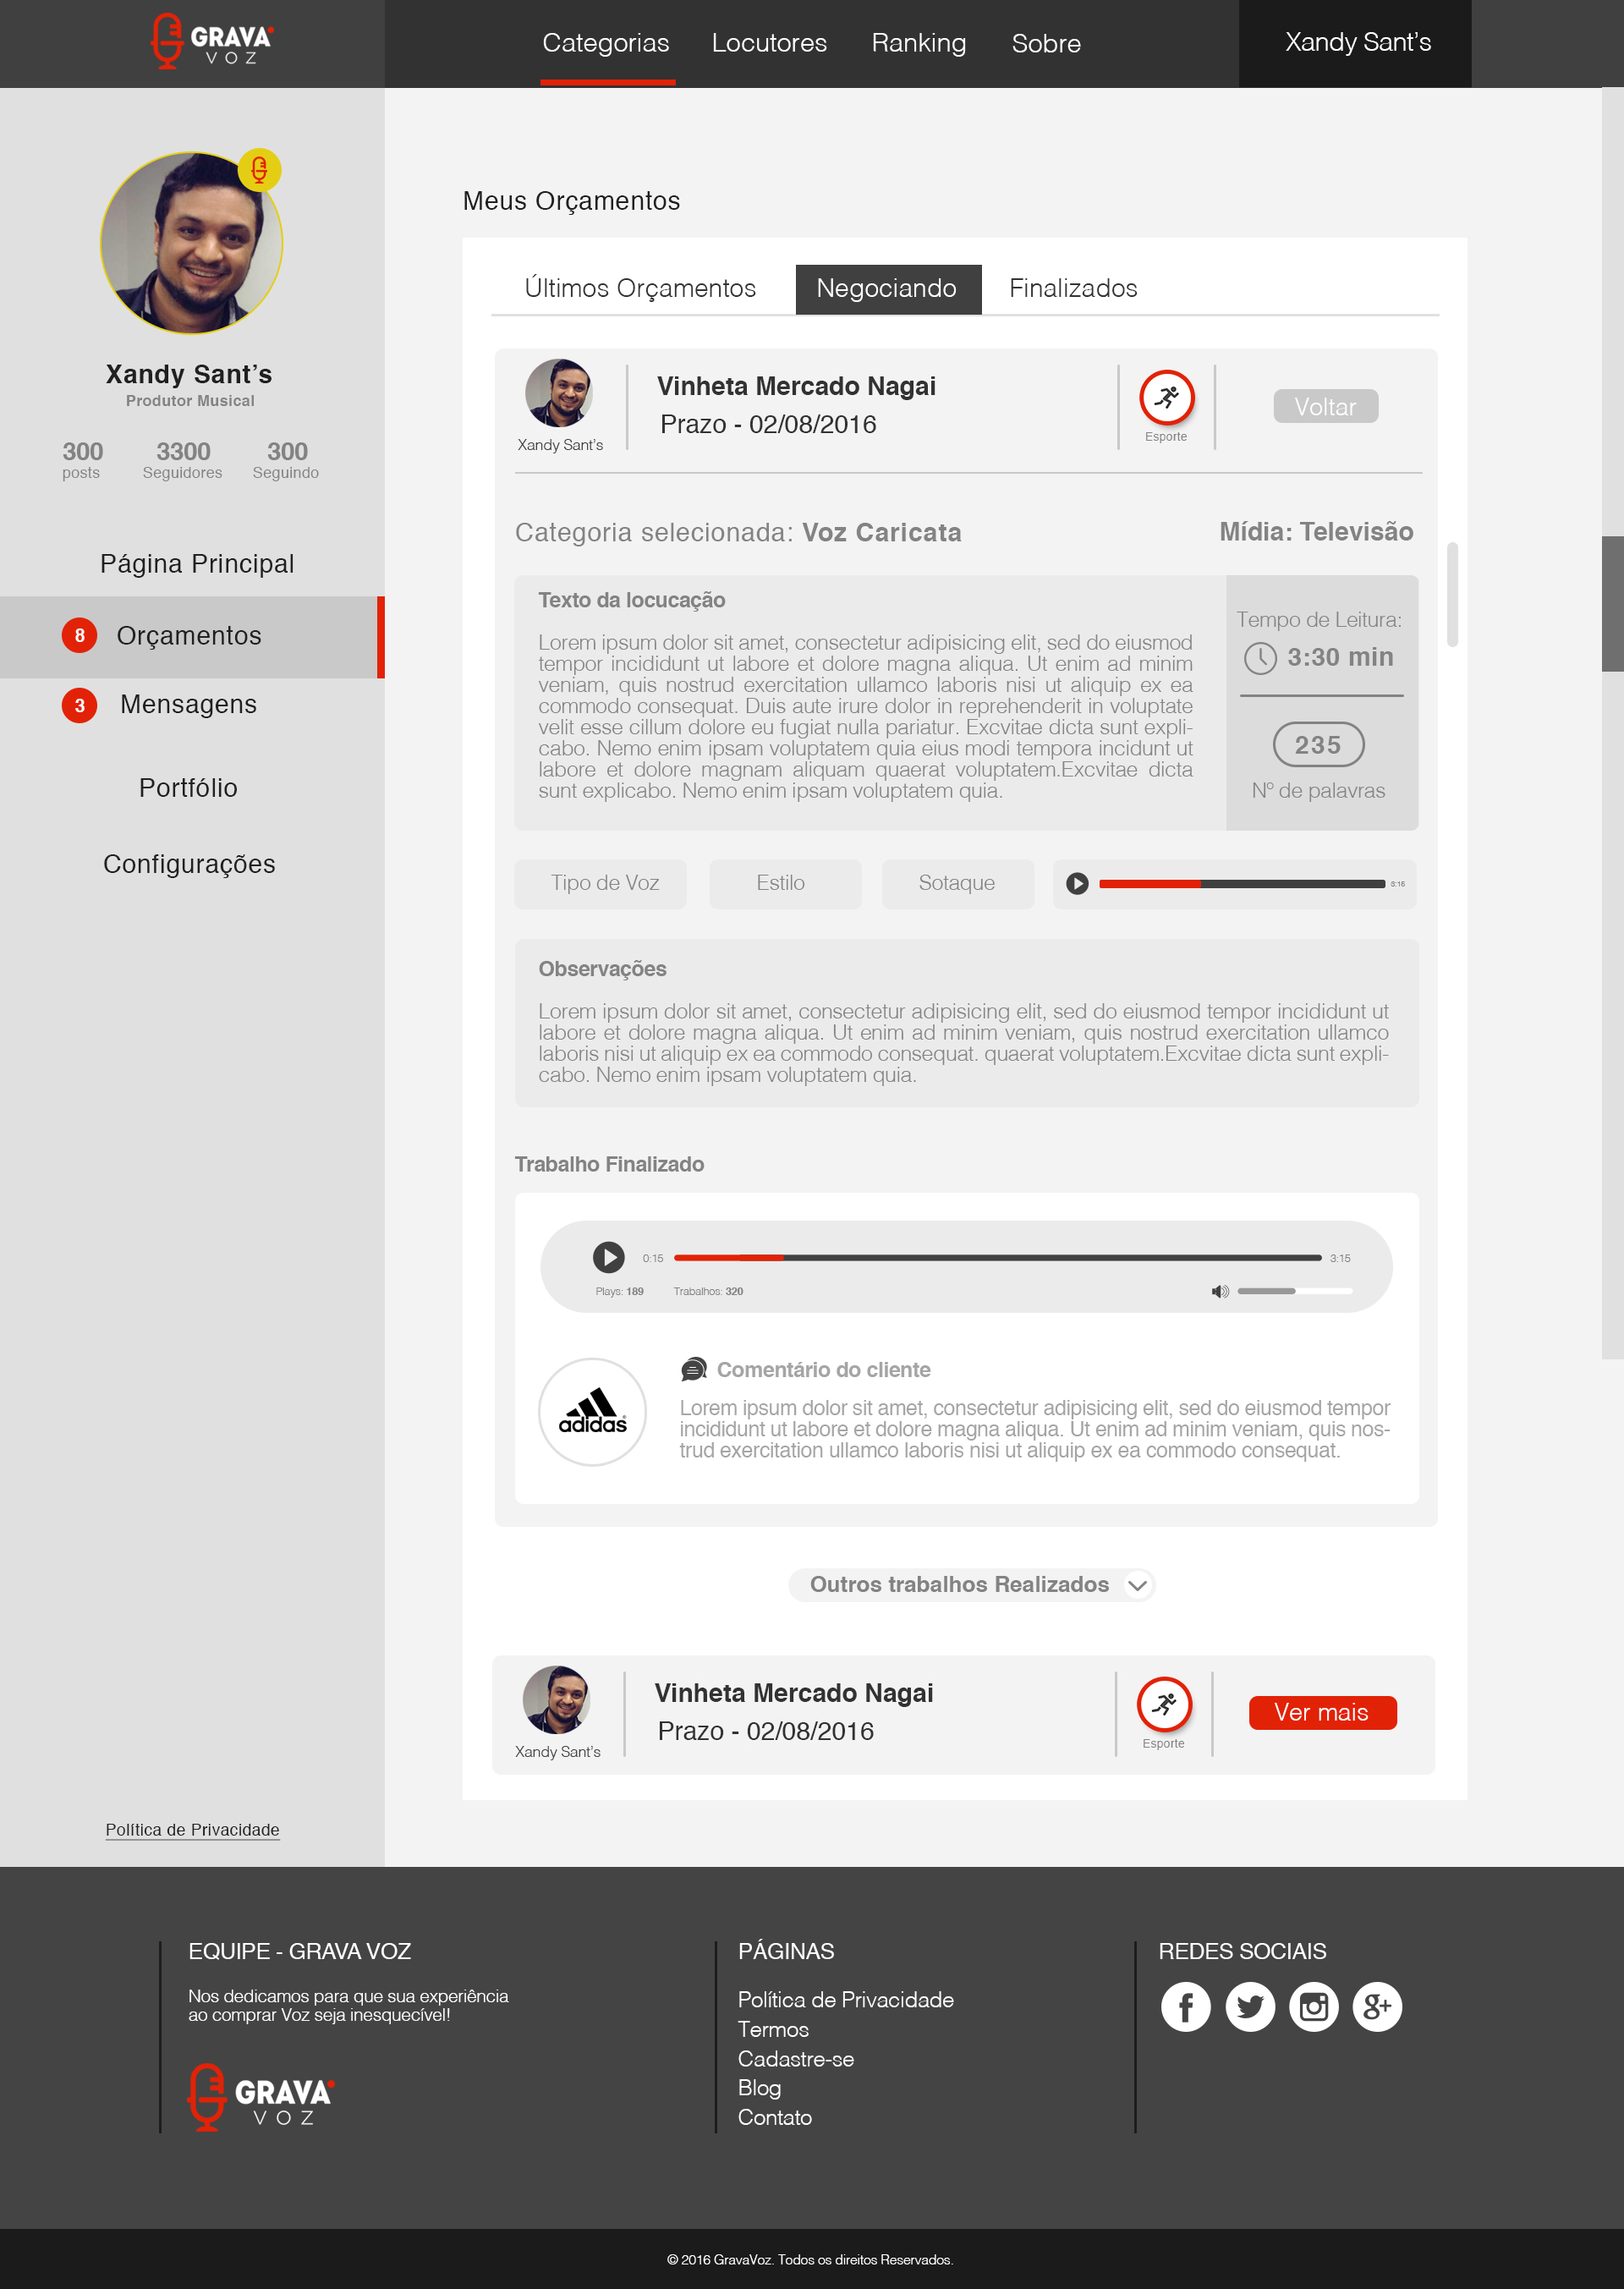 GRAVA
VOZ
Categorias
Locutores
Ranking
Sobre
Xandy Sant's
Xandy Sant's
Produtor Musical
300
posts
3300
Seguidores
300
Seguindo
Página Principal
8
Orçamentos
3
Mensagens
Portfólio
Configurações
Política de Privacidade
Meus Orçamentos
Últimos Orçamentos
Negociando
Finalizados
Xandy Sant's
Vinheta Mercado Nagai
Prazo - 02/08/2016
Esporte
Voltar
Categoria selecionada: Voz Caricata
Mídia: Televisão
Texto da locucação
Lorem ipsum dolor sit amet, consectetur adipisicing elit, sed do eiusmod
tempor incididunt ut labore et dolore magna aliqua. Ut enim ad minim
veniam, quis nostrud exercitation ullamco laboris nisi ut aliquip ex ea
commodo consequat. Duis aute irure dolor in reprehenderit in voluptate
velit esse cillum dolore eu fugiat nulla pariatur. Excvitae dicta sunt expli-
cabo. Nemo enim ipsam voluptatem quia eius modi tempora incidunt ut
labore et dolore magnam aliquam quaerat voluptatem.Excvitae dicta
sunt explicabo. Nemo enim ipsam voluptatem quia.
Tempo de Leitura:
3:30 min
235
Nº de palavras
Tipo de Voz
Estilo
Sotaque
Observações
Lorem ipsum dolor sit amet, consectetur adipisicing elit, sed do eiusmod tempor incididunt ut
labore et dolore magna aliqua. Ut enim ad minim veniam, quis nostrud exercitation ullamco
laboris nisi ut aliquip ex ea commodo consequat. quaerat voluptatem.Excvitae dicta sunt expli-
cabo. Nemo enim ipsam voluptatem quia.
Trabalho Finalizado
0:15
3:15
Plays: 189
Trabalhos: 320
adidas
Comentário do cliente
Lorem ipsum dolor sit amet, consectetur adipisicing elit, sed do eiusmod tempor
incididunt ut labore et dolore magna aliqua. Ut enim ad minim veniam, quis nos-
trud exercitation ullamco laboris nisi ut aliquip ex ea commodo consequat.
Outros trabalhos Realizados
Xandy Sant's
Vinheta Mercado Nagai
Prazo - 02/08/2016
Esporte
Ver mais
EQUIPE - GRAVA VOZ
Nos dedicamos para que sua experiência
ao comprar Voz seja inesquecível!
GRAVA
VOZ
PÁGINAS
Política de Privacidade
Termos
Cadastre-se
Blog
Contato
REDES SOCIAIS
f
g+
© 2016 GravaVoz. Todos os direitos Reservados.